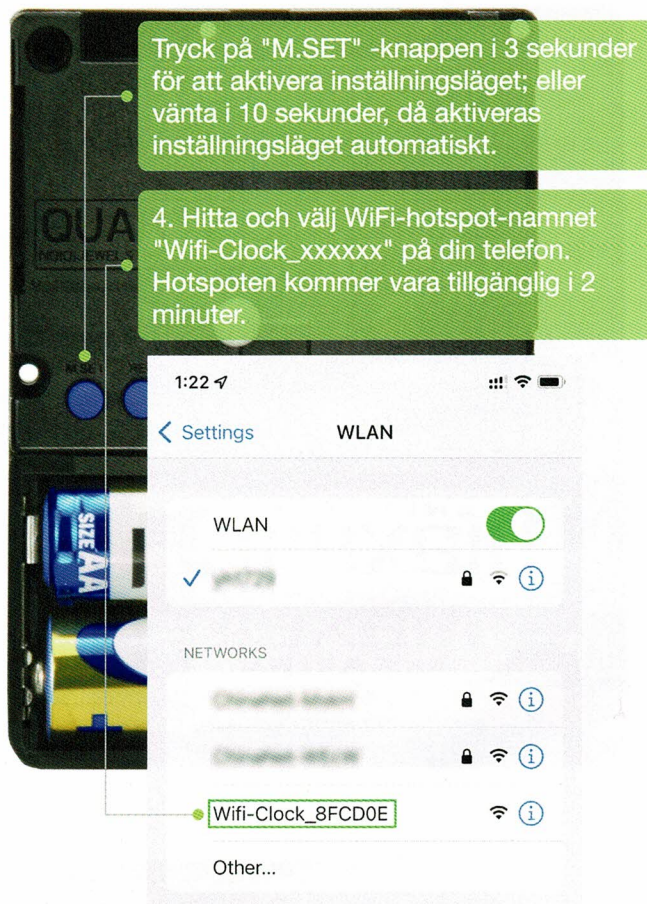 Tryck på "M.SET" -knappen i 3 sekunder
för att aktivera inställningsläget; eller
vänta i 10 sekunder, då aktiveras
inställningsläget automatiskt.
4. Hitta och välj WiFi-hotspot-namnet
"Wifi-Clock_xxxxxx" på din telefon.
Hotspoten kommer vara tillgänglig i 2
minuter.
QUA
M.SET RE
SIZE AA
1:22
Settings WLAN
WLAN
NETWORKS
Wifi-Clock_8FCD0E
Other...